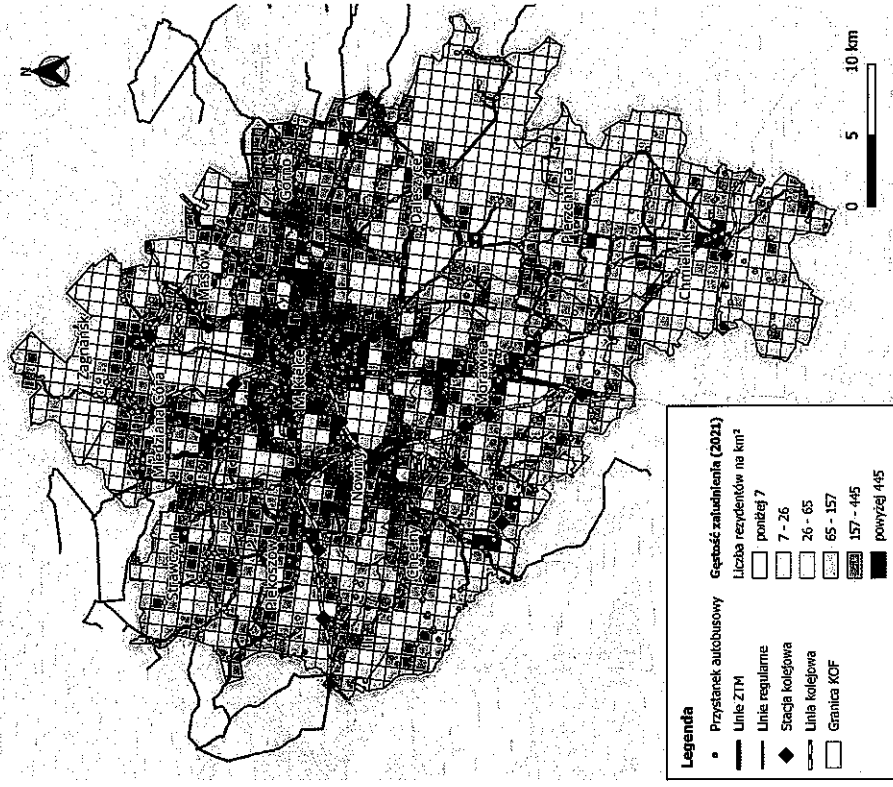 N
Zagnańsk
Miedziana Góra
Masłów
Strawczyn
Górno
M. Kielce
Piekoszów
Nowiny
Daleszyce
Chęciny
Morawica
Pierzchnica
Chmielnik
0 5 10 km
Legenda
Przystanek autobusowy
Linie ZTM
Linie regularne
Stacja kolejowa
Linia kolejowa
Granica KOF
Gęstość zaludnienia (2021)
Liczba rezydentów na km²
poniżej 7
7 - 26
26 - 65
65 - 157
157 - 445
powyżej 445